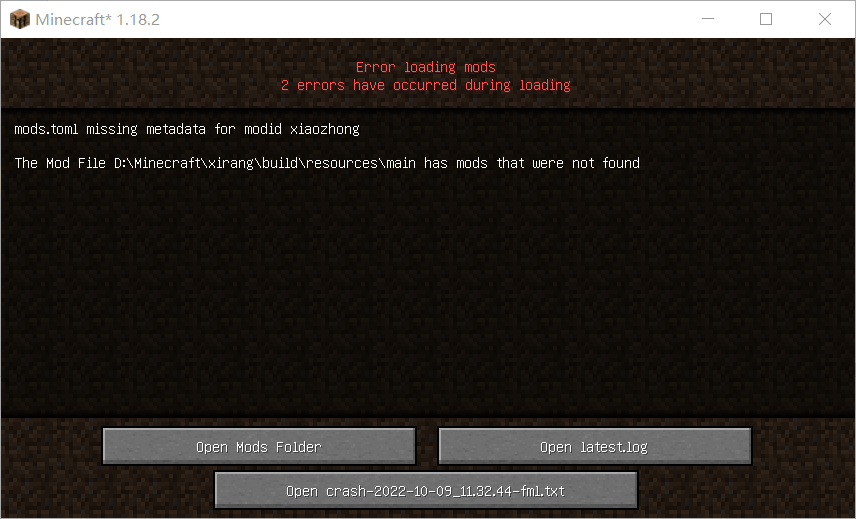 Minecraft* 1.18.2
Error loading mods
2 errors have occurred during loading
mods.toml missing metadata for modid xiaozhong
The Mod File D:\Minecraft\xirang\build\resources\main has mods that were not found
Open Mods Folder
Open latest.log
Open crash-2022-10-09_11.32.44-fml.txt